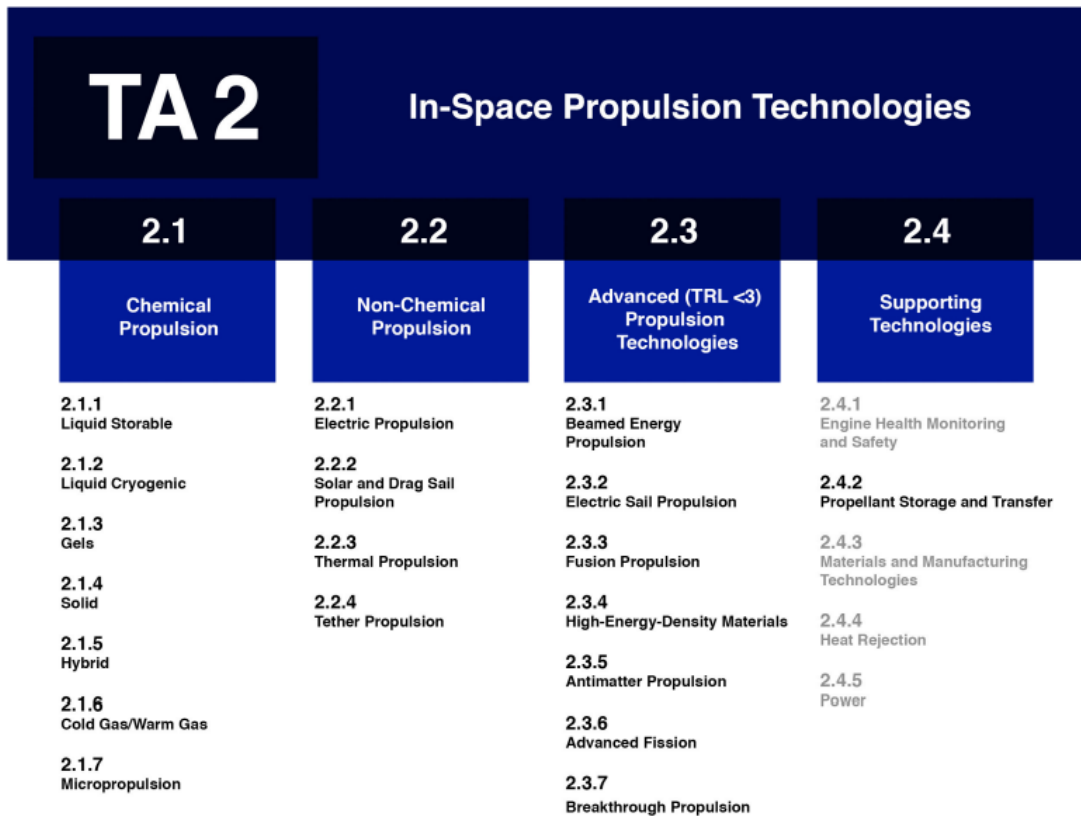 TA 2
In-Space Propulsion Technologies
2.1
Chemical
Propulsion
2.1.1
Liquid Storable
2.1.2
Liquid Cryogenic
2.1.3
Gels
2.1.4
Solid
2.1.5
Hybrid
2.1.6
Cold Gas/Warm Gas
2.1.7
Micropropulsion
2.2
Non-Chemical
Propulsion
2.2.1
Electric Propulsion
2.2.2
Solar and Drag Sail
Propulsion
2.2.3
Thermal Propulsion
2.2.4
Tether Propulsion
2.3
Advanced (TRL <3)
Propulsion
Technologies
2.3.1
Beamed Energy
Propulsion
2.3.2
Electric Sail Propulsion
2.3.3
Fusion Propulsion
2.3.4
High-Energy-Density Materials
2.3.5
Antimatter Propulsion
2.3.6
Advanced Fission
2.3.7
Breakthrough Propulsion
2.4
Supporting
Technologies
2.4.1
Engine Health Monitoring
and Safety
2.4.2
Propellant Storage and Transfer
2.4.3
Materials and Manufacturing
Technologies
2.4.4
Heat Rejection
2.4.5
Power